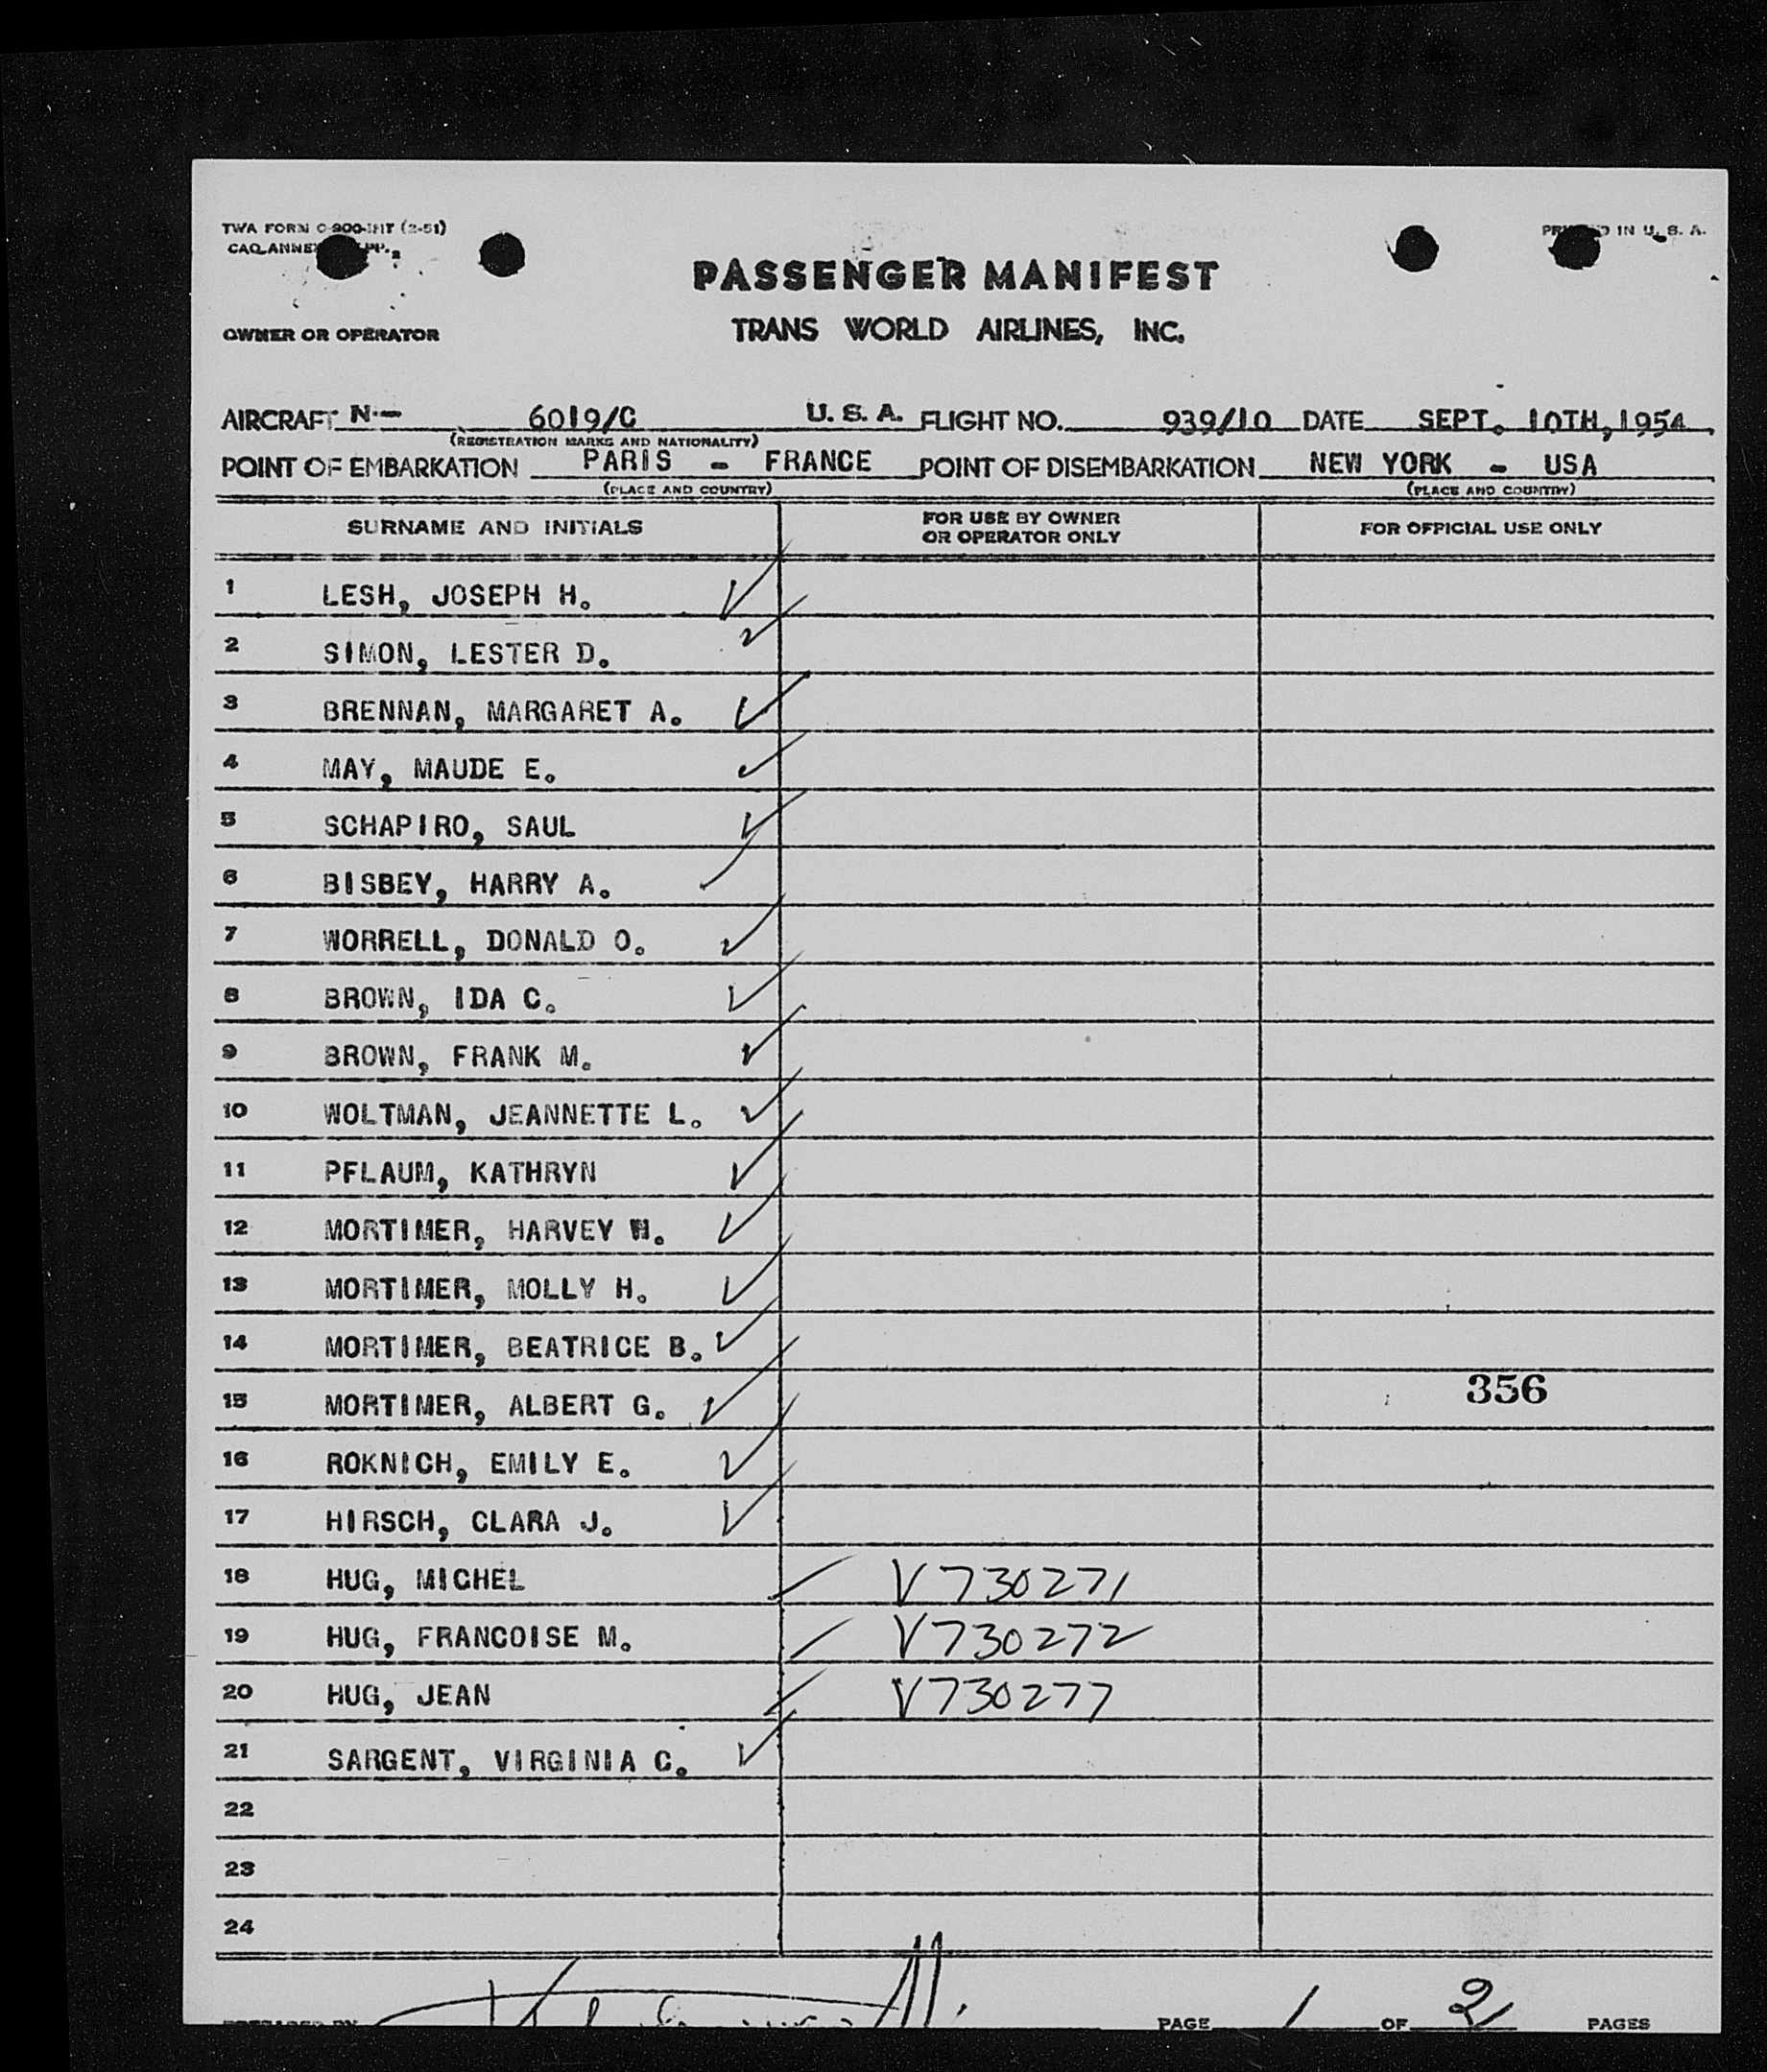 TWA FORM C-900-INT (2-51)
PRINTED IN U. S. A.
PASSENGER MANIFEST
OWNER OR OPERATOR TRANS WORLD AIRLINES, INC.
AIRCRAFT N- 6019/C U. S. A. FLIGHT NO. 939/10 DATE SEPT. 10TH, 1954
(REGISTRATION MARKS AND NATIONALITY)
POINT OF EMBARKATION PARIS - FRANCE POINT OF DISEMBARKATION NEW YORK - USA
(PLACE AND COUNTRY) (PLACE AND COUNTRY)
SURNAME AND INITIALS FOR USE BY OWNER OR OPERATOR ONLY FOR OFFICIAL USE ONLY
1 LESH, JOSEPH H.
2 SIMON, LESTER D.
3 BRENNAN, MARGARET A.
4 MAY, MAUDE E.
5 SCHAPIRO, SAUL
6 BISBEY, HARRY A.
7 WORRELL, DONALD O.
8 BROWN, IDA C.
9 BROWN, FRANK M.
10 WOLTMAN, JEANNETTE L.
11 PFLAUM, KATHRYN
12 MORTIMER, HARVEY W.
13 MORTIMER, MOLLY H.
14 MORTIMER, BEATRICE B.
15 MORTIMER, ALBERT G. 356
16 ROKNICH, EMILY E.
17 HIRSCH, CLARA J.
18 HUG, MICHEL V730271
19 HUG, FRANCOISE M. V730272
20 HUG, JEAN V730277
21 SARGENT, VIRGINIA C.
22
23
24
PAGE 1 OF 2 PAGES